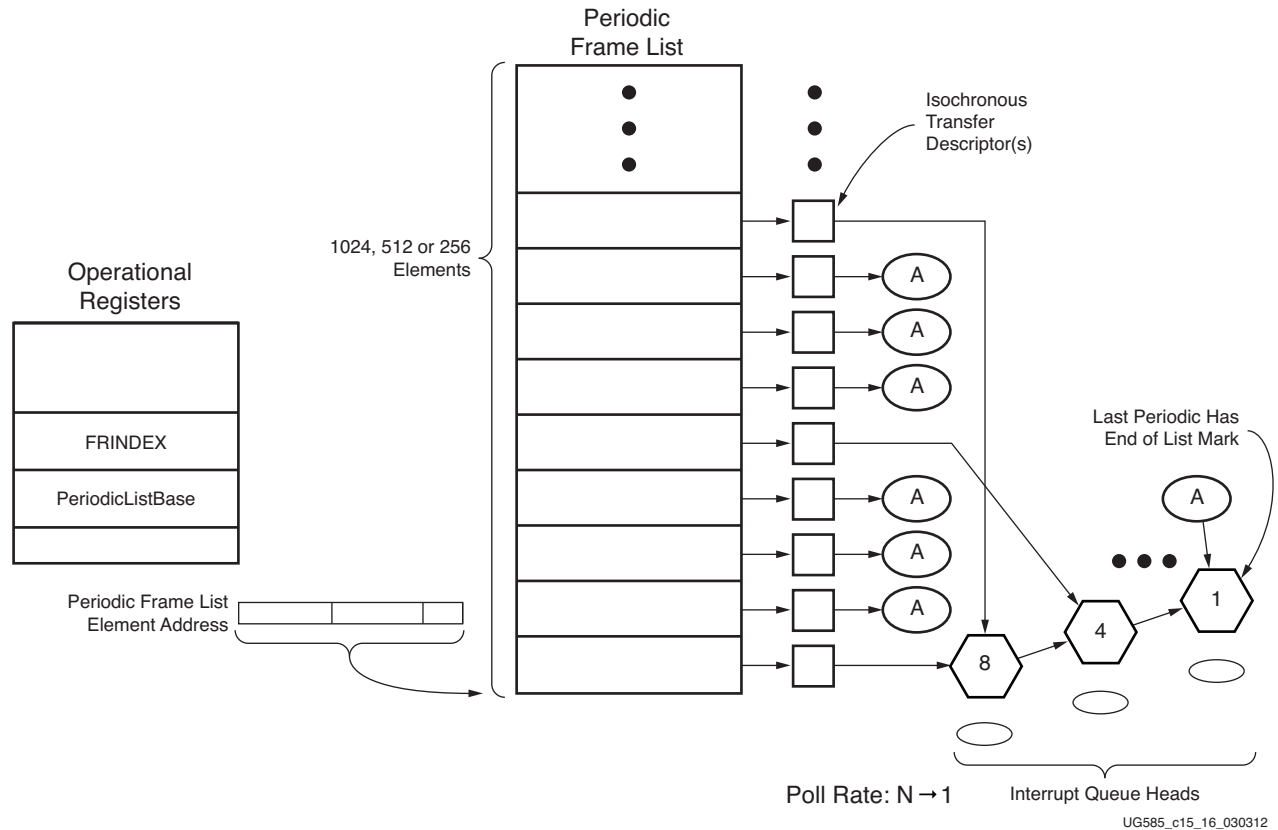 Periodic
Frame List
Isochronous
Transfer
Descriptor(s)
1024, 512 or 256
Elements
Operational
Registers
A
A
A
FRINDEX
Last Periodic Has
End of List Mark
PeriodicListBase
A
A
A
A
1
Periodic Frame List
Element Address
4
8
Poll Rate: N → 1
Interrupt Queue Heads
UG585_c15_16_030312